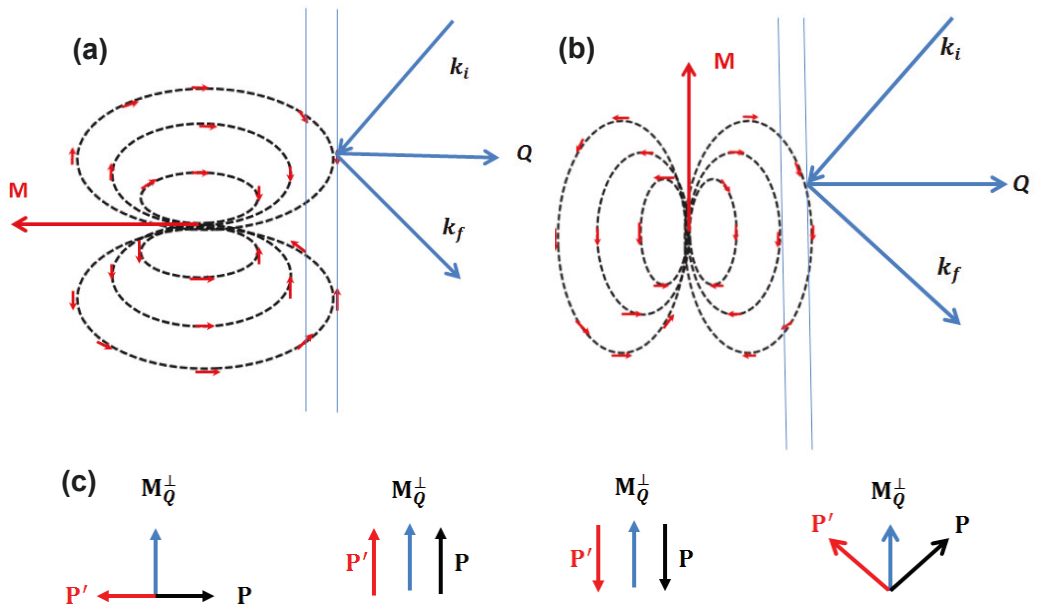 (a)
k_i
Q
M
k_f
(b)
M
k_i
Q
k_f
(c)
M_Q^⊥
P′ P
M_Q^⊥
P′ P
M_Q^⊥
P′ P
M_Q^⊥
P′ P